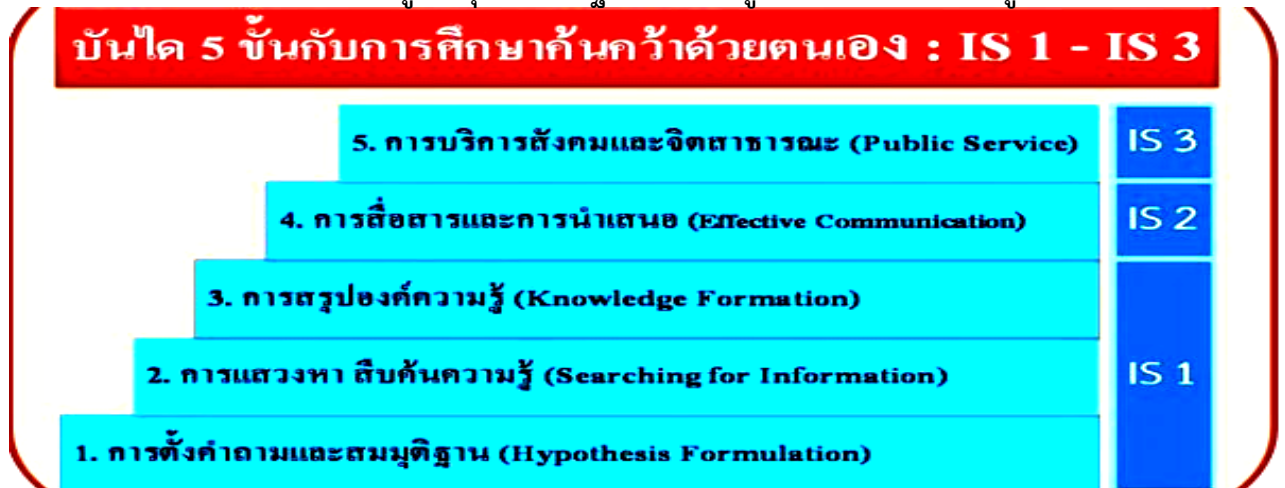 บันได 5 ขั้นกับการศึกษาค้นคว้าด้วยตนเอง : IS 1 - IS 3
5. การบริการสังคมและจิตสาธารณะ (Public Service) IS 3
4. การสื่อสารและการนำเสนอ (Effective Communication) IS 2
3. การสรุปองค์ความรู้ (Knowledge Formation)
2. การแสวงหา สืบค้นความรู้ (Searching for Information) IS 1
1. การตั้งคำถามและสมมุติฐาน (Hypothesis Formulation)